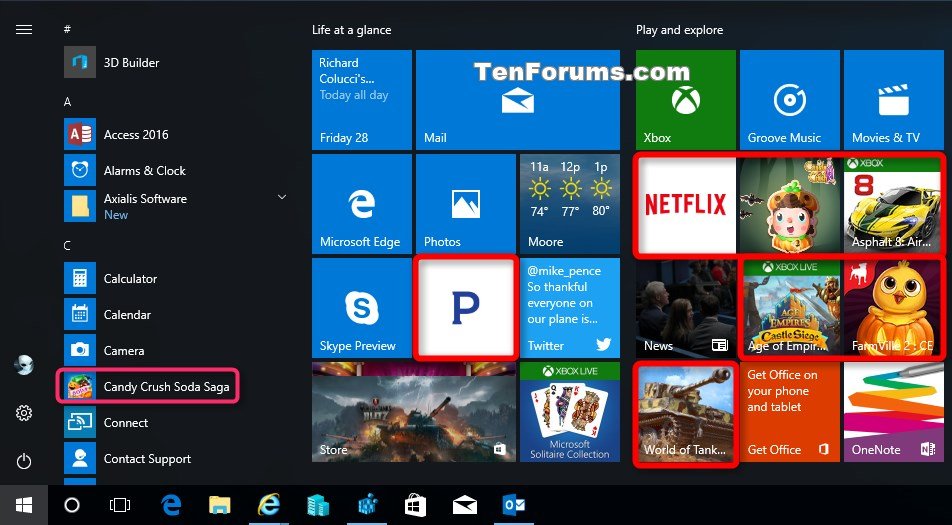 #
3D Builder
A
Access 2016
Alarms & Clock
Axialis Software
New
C
Calculator
Calendar
Camera
Candy Crush Soda Saga
Connect
Contact Support
Life at a glance
Richard
Colucci's...
Today all day
Friday 28
Mail
Microsoft Edge
Photos
11a 12p 1p
74° 77° 80°
Moore
Skype Preview
P
@mike_pence
So thankful
everyone on
our plane is...
Twitter
Store
XBOX LIVE
Microsoft
Solitaire Collection
Play and explore
TenForums.com
Xbox
Groove Music
Movies & TV
NETFLIX
XBOX
8
Asphalt 8: Air...
News
XBOX LIVE
AGE
EMPIRES
Castle Siege
Age of Empir...
FarmVille 2 : CE
World of Tank...
Get Office on
your phone
and tablet
Get Office
OneNote